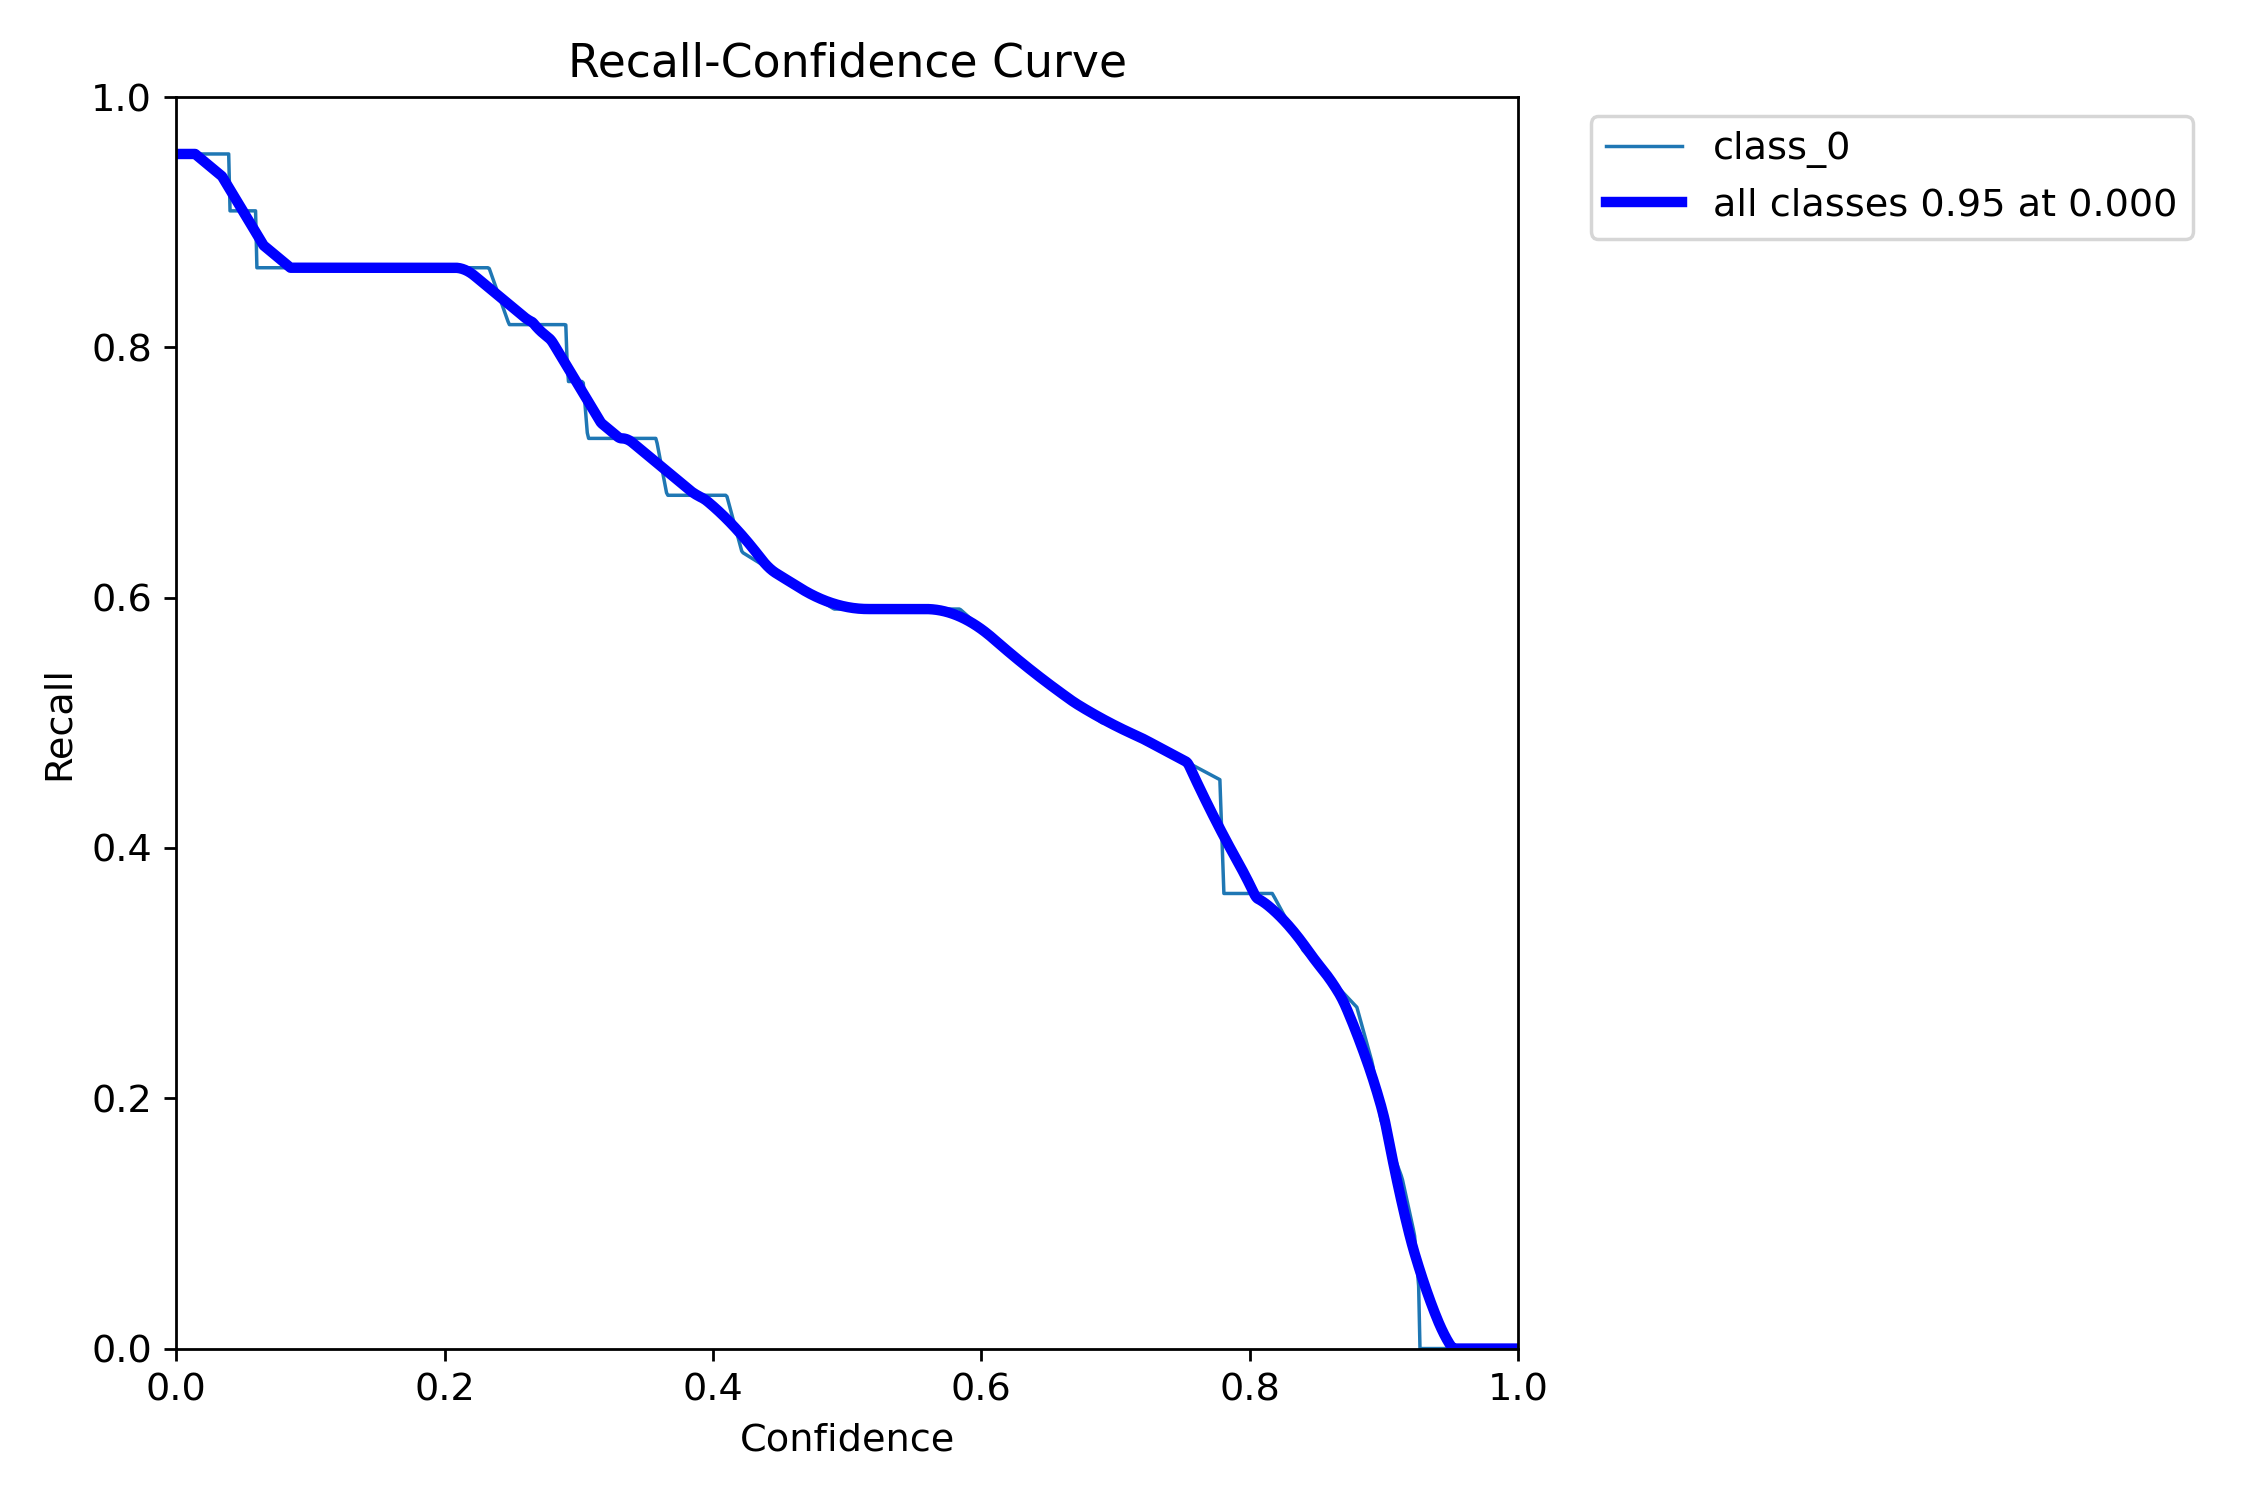 Recall-Confidence Curve
1.0
0.8
0.6
0.4
0.2
0.0
Recall
0.0 0.2 0.4 0.6 0.8 1.0
Confidence
class_0
all classes 0.95 at 0.000